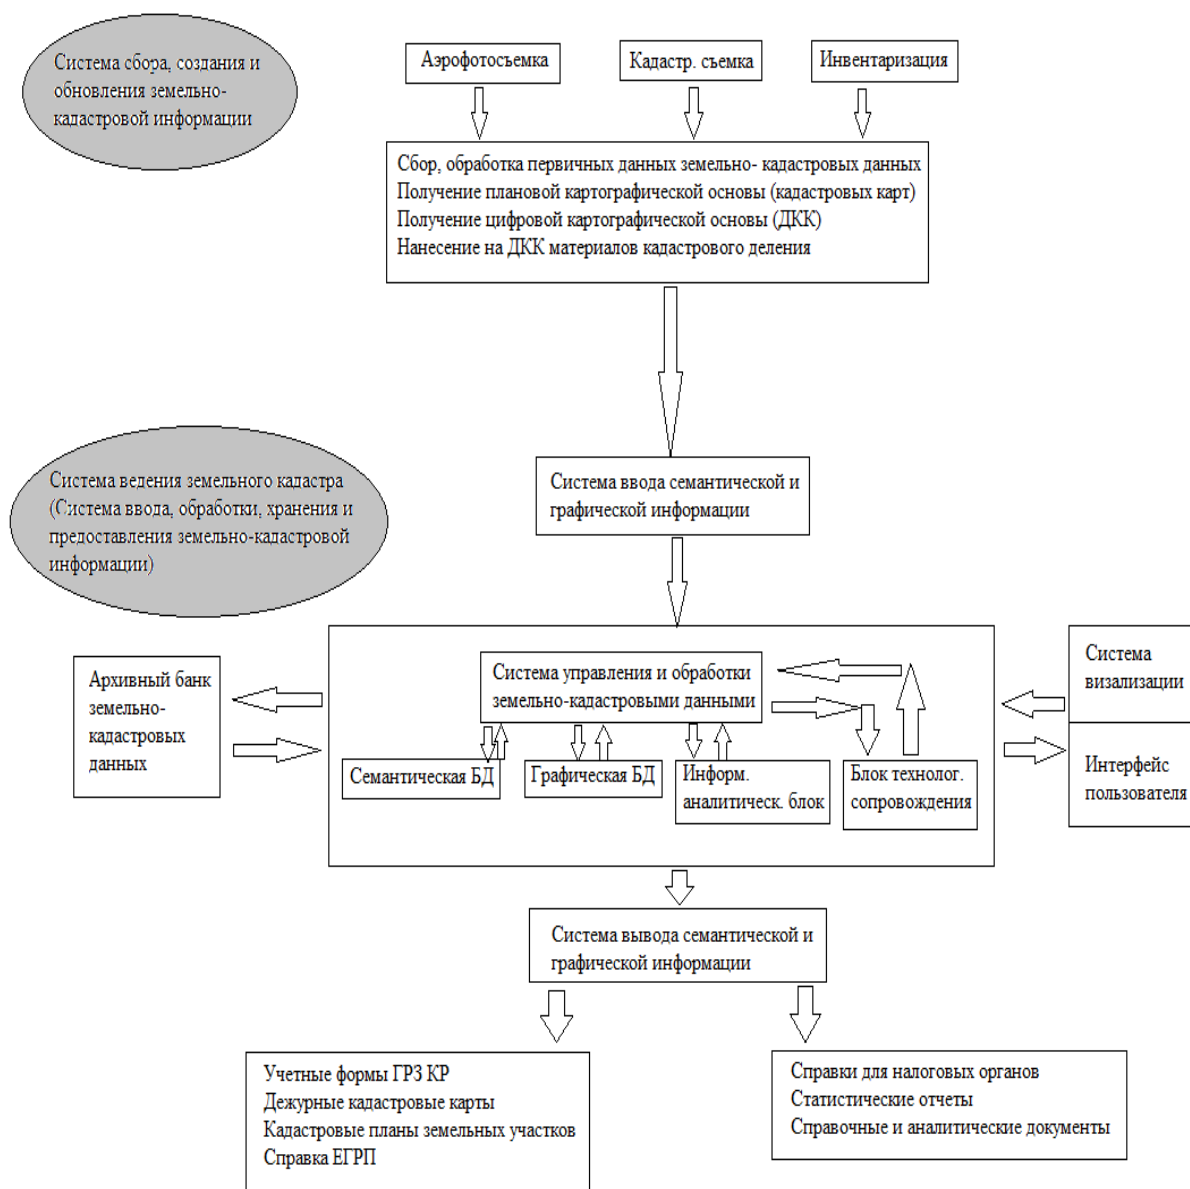 Система сбора, создания и
обновления земельно-
кадастровой информации
Аэрофотосъемка
Кадастр. съемка
Инвентаризация
Сбор, обработка первичных данных земельно- кадастровых данных
Получение плановой картографической основы (кадастровых карт)
Получение цифровой картографической основы (ДКК)
Нанесение на ДКК материалов кадастрового деления
Система ведения земельного кадастра
(Система ввода, обработки, хранения и
предоставления земельно-кадастровой
информации)
Система ввода семантической и
графической информации
Архивный банк
земельно-
кадастровых
данных
Система управления и обработки
земельно-кадастровыми данными
Семантическая БД
Графическая БД
Информ.
аналитическ. блок
Блок технолог.
сопровождения
Система
визализации
Интерфейс
пользователя
Система вывода семантической и
графической информации
Учетные формы ГРЗ КР
Дежурные кадастровые карты
Кадастровые планы земельных участков
Справка ЕГРП
Справки для налоговых органов
Статистические отчеты
Справочные и аналитические документы